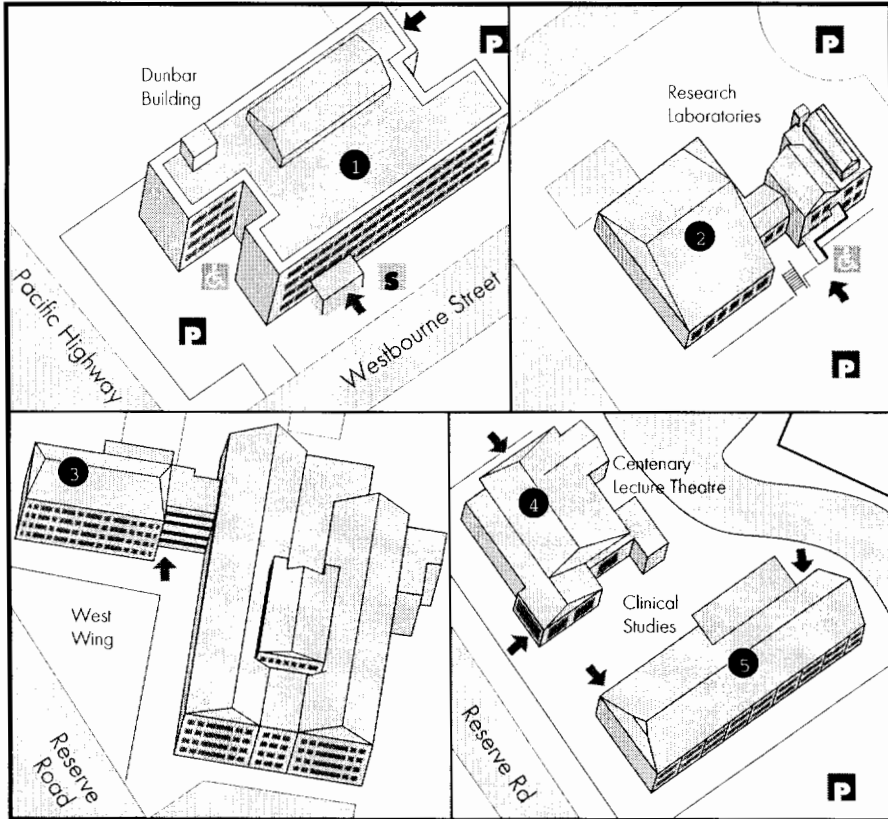 P
Dunbar
Building
1
S
P
Pacific Highway
Westbourne Street
P
Research
Laboratories
2
P
3
West
Wing
Reserve
Road
4
Centenary
Lecture Theatre
Clinical
Studies
5
Reserve Rd
P